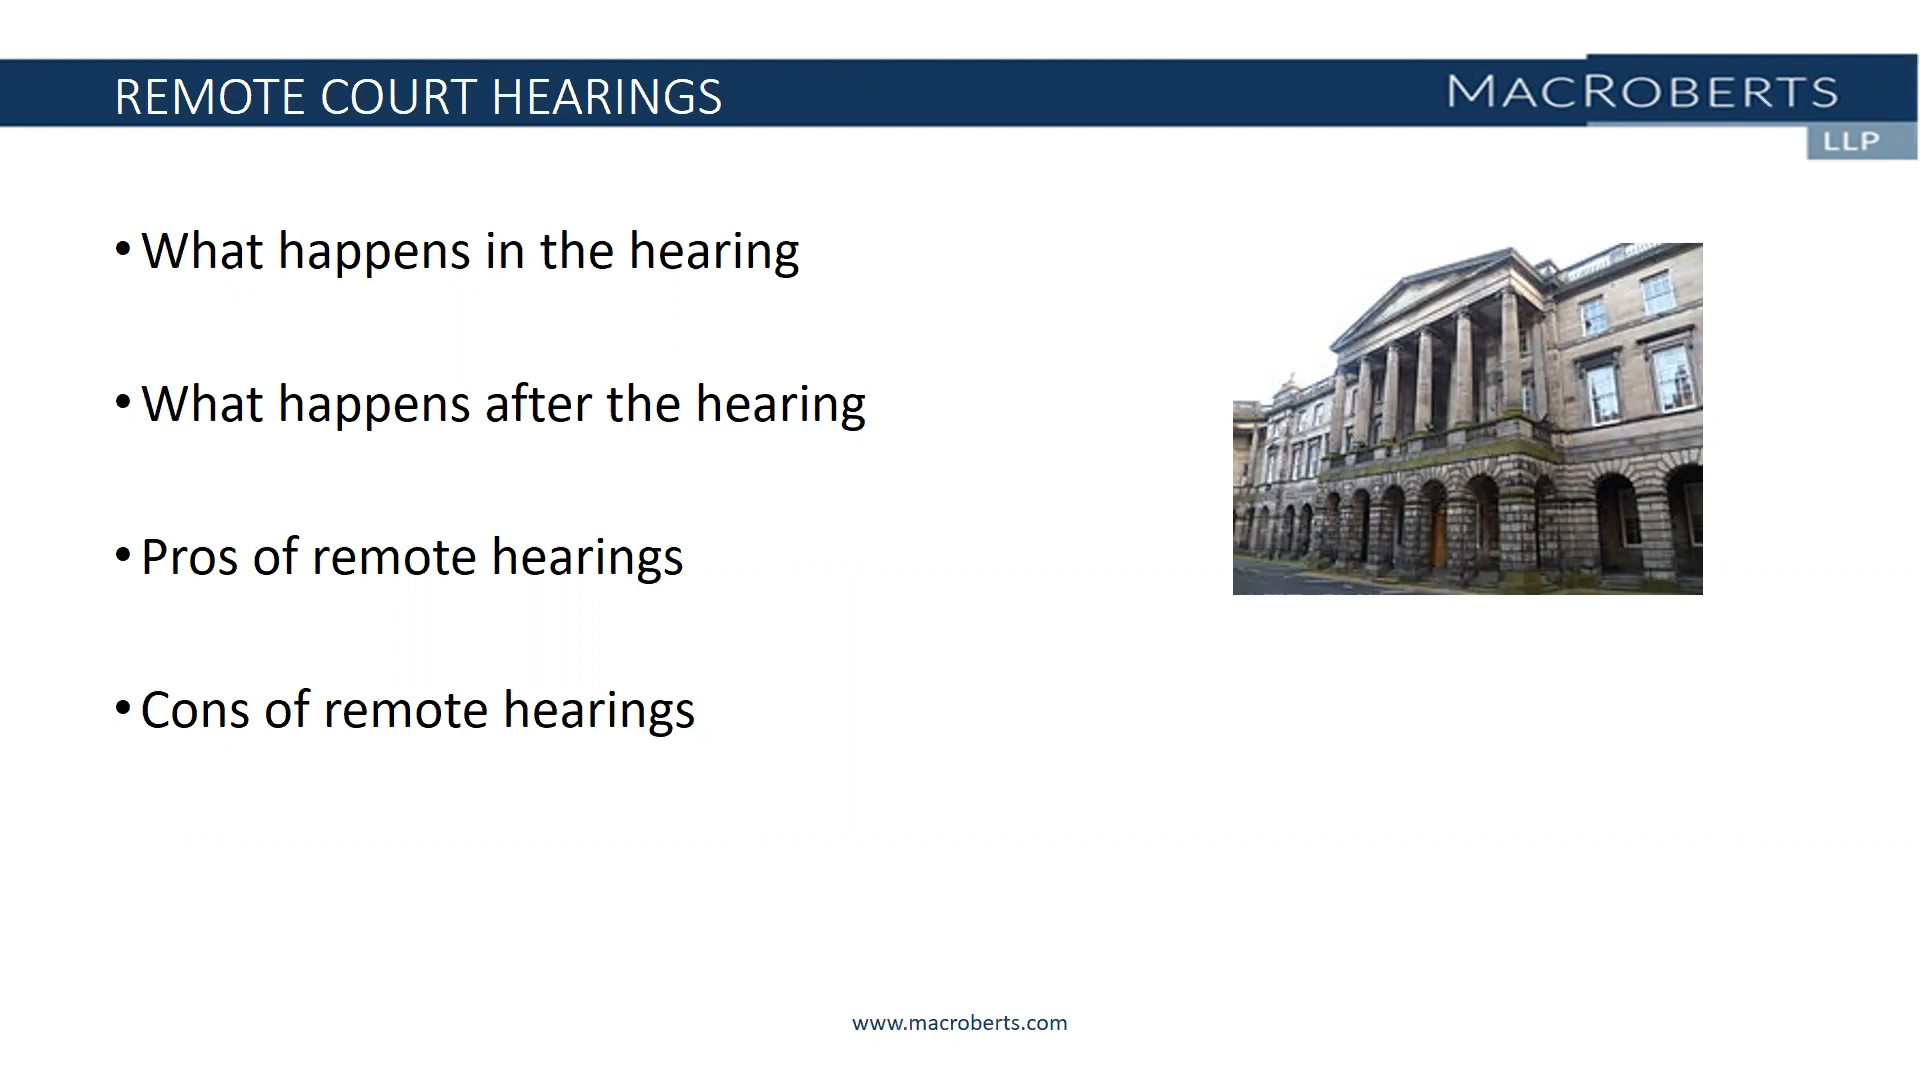 REMOTE COURT HEARINGS
MACROBERTS
LLP
• What happens in the hearing
• What happens after the hearing
• Pros of remote hearings
• Cons of remote hearings
www.macroberts.com